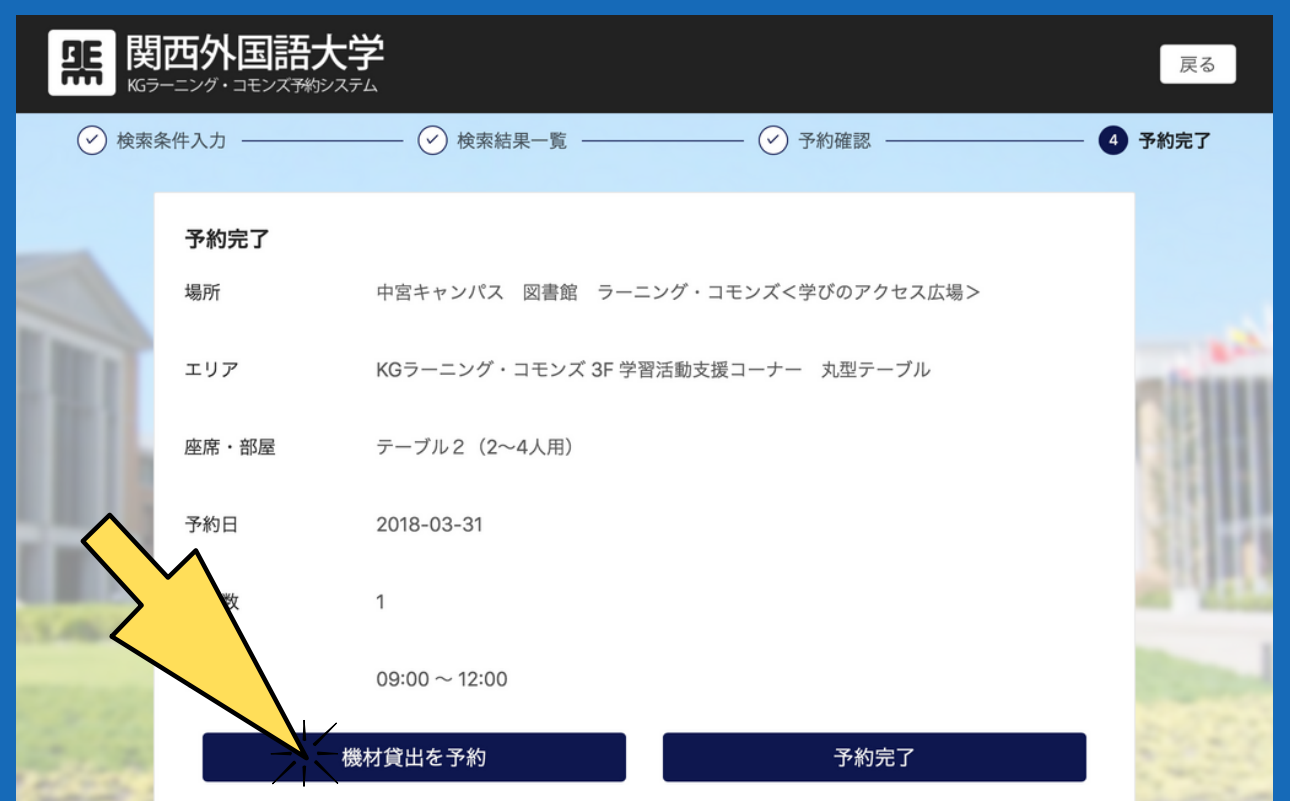 関西外国語大学
KGラーニング・コモンズ予約システム
戻る
検索条件入力
検索結果一覧
予約確認
4 予約完了
予約完了
場所 中宮キャンパス 図書館 ラーニング・コモンズ<学びのアクセス広場>
エリア KGラーニング・コモンズ 3F 学習活動支援コーナー 丸型テーブル
座席・部屋 テーブル2（2〜4人用）
予約日 2018-03-31
数 1
09:00 〜 12:00
機材貸出を予約
予約完了